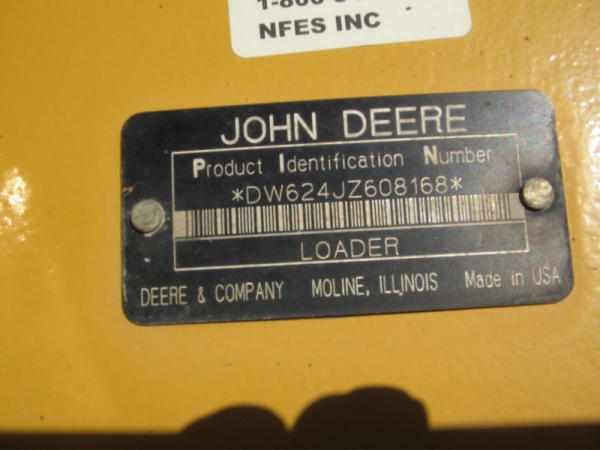 NFES INC
JOHN DEERE
Product Identification Number
*DW624JZ608168*
LOADER
DEERE & COMPANY MOLINE, ILLINOIS Made in USA